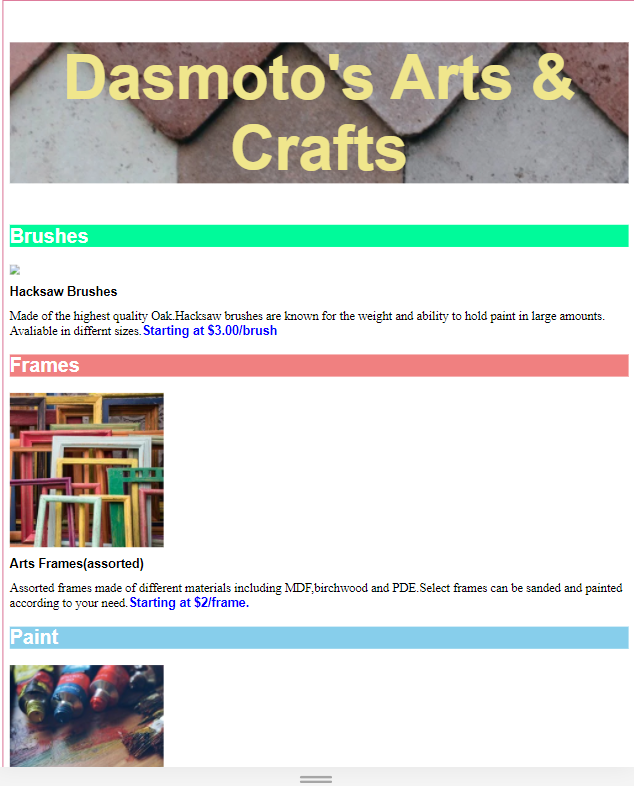 Dasmoto's Arts &
Crafts
Brushes
Hacksaw Brushes
Made of the highest quality Oak.Hacksaw brushes are known for the weight and ability to hold paint in large amounts.
Avaliable in differnt sizes.Starting at $3.00/brush
Frames
Arts Frames(assorted)
Assorted frames made of different materials including MDF,birchwood and PDE.Select frames can be sanded and painted
according to your need.Starting at $2/frame.
Paint